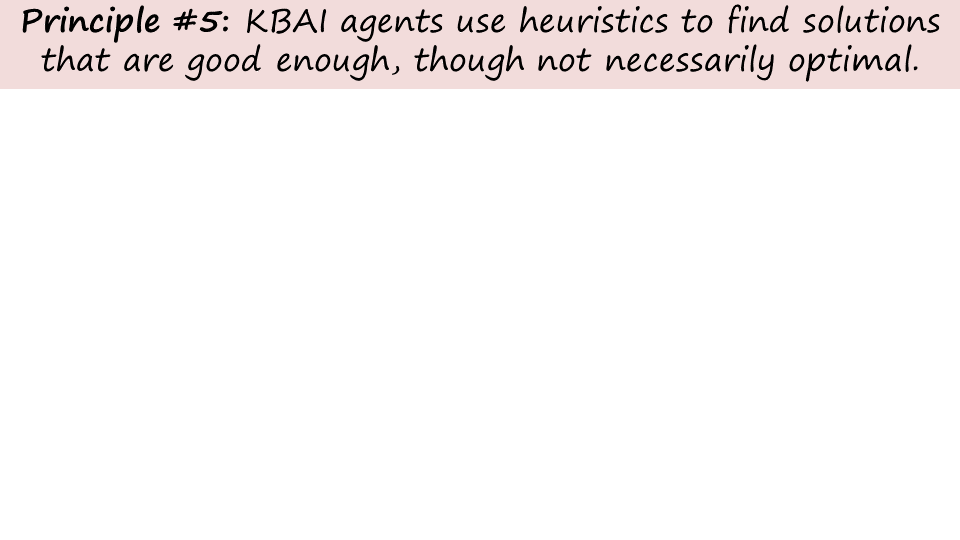 Principle #5: KBAI agents use heuristics to find solutions
that are good enough, though not necessarily optimal.